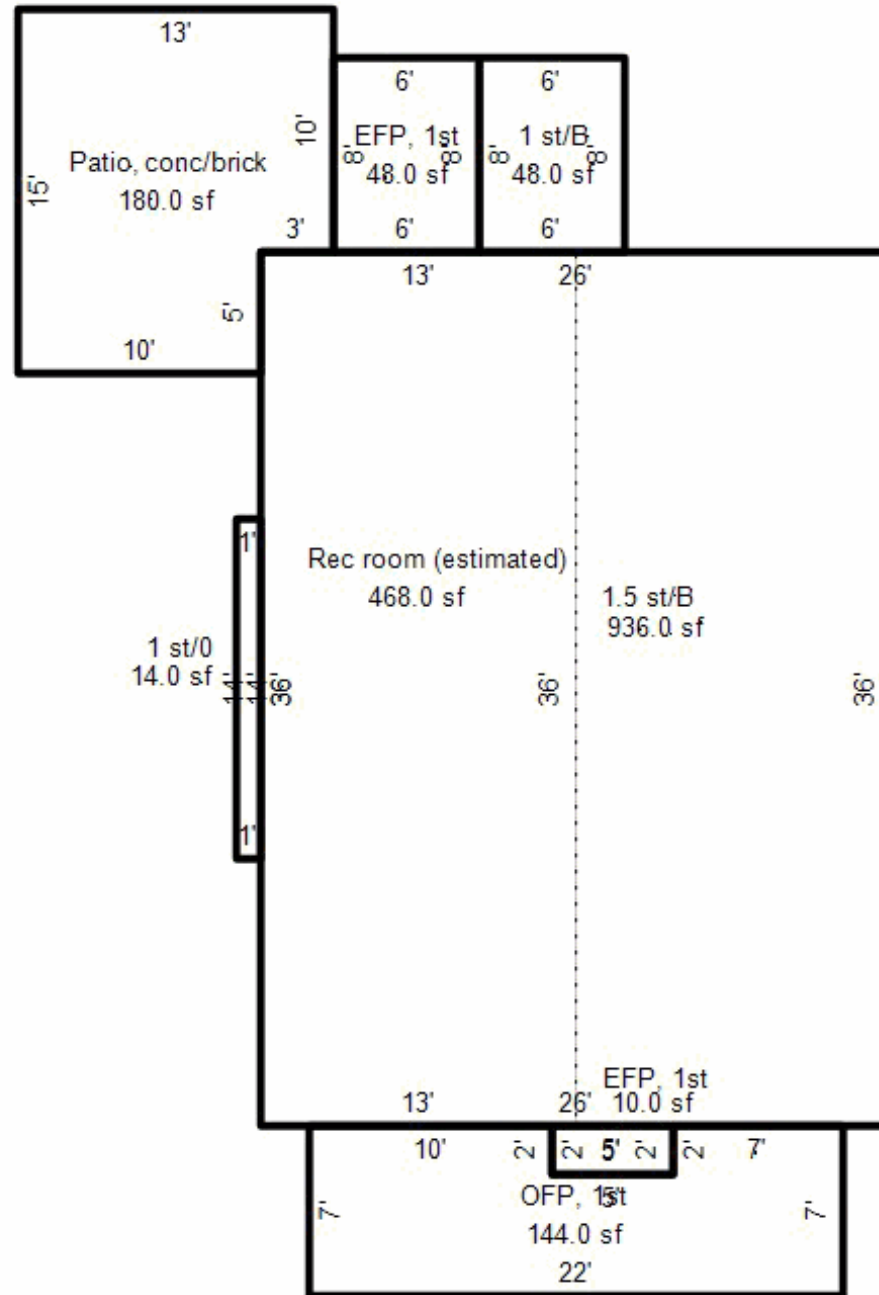 13'
6'
6'
10'
Patio, conc/brick
180.0 sf
15'
EFP, 1st
48.0 sf
8'
8'
1 st/B
48.0 sf
8'
8'
3'
6'
6'
13'
26'
5'
10'
1'
Rec room (estimated)
468.0 sf
1.5 st/B
936.0 sf
1 st/0
14.0 sf
14'
14'
36'
36'
36'
1'
EFP, 1st
10.0 sf
13'
26'
10'
2'
2'
5'
2'
2'
7'
5'
OFP, 1st
144.0 sf
7'
7'
22'